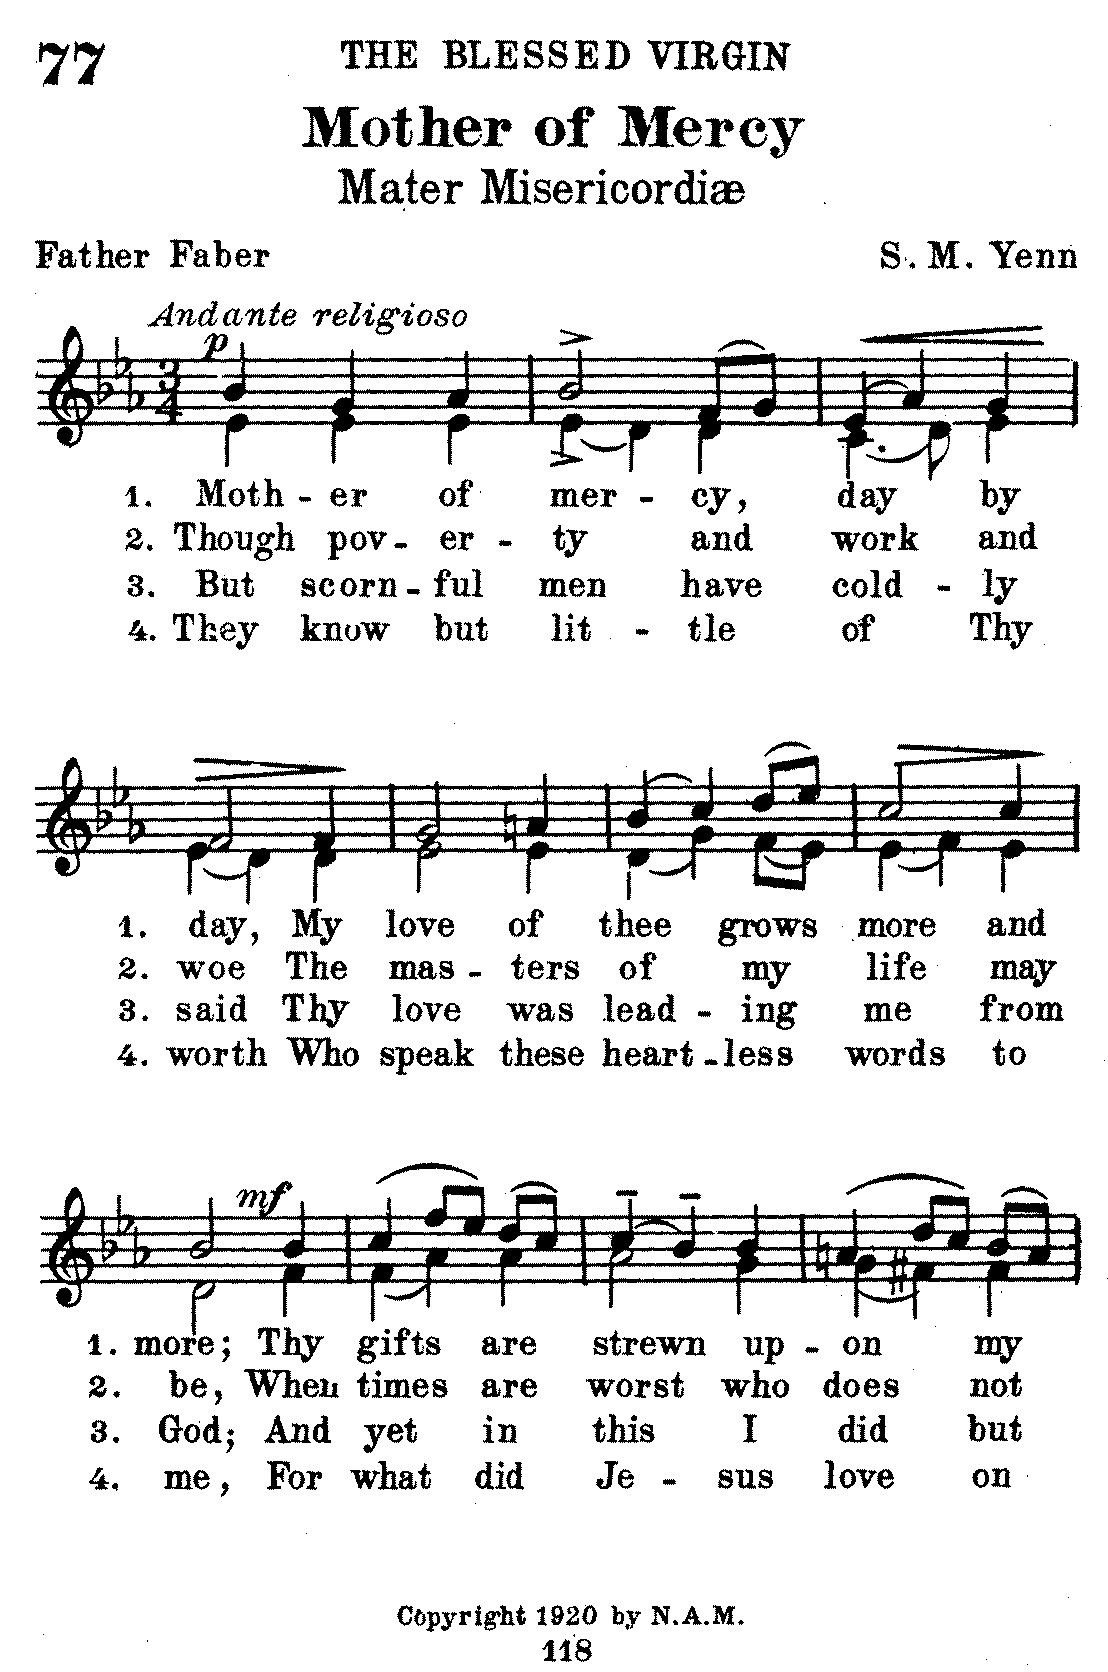 77
THE BLESSED VIRGIN
Mother of Mercy
Mater Misericordiæ
Father Faber
S. M. Yenn
Andante religioso
p
3
4
1. Moth - er of mer - cy, day by
2. Though pov - er - ty and work and
3. But scorn - ful men have cold - ly
4. They know but lit - tle of Thy
1. day, My love of thee grows more and
2. woe The mas - ters of my life may
3. said Thy love was lead - ing me from
4. worth Who speak these heart - less words to
mf
1. more; Thy gifts are strewn up - on my
2. be, When times are worst who does not
3. God; And yet in this I did but
4. me, For what did Je - sus love on
Copyright 1920 by N.A.M.
118